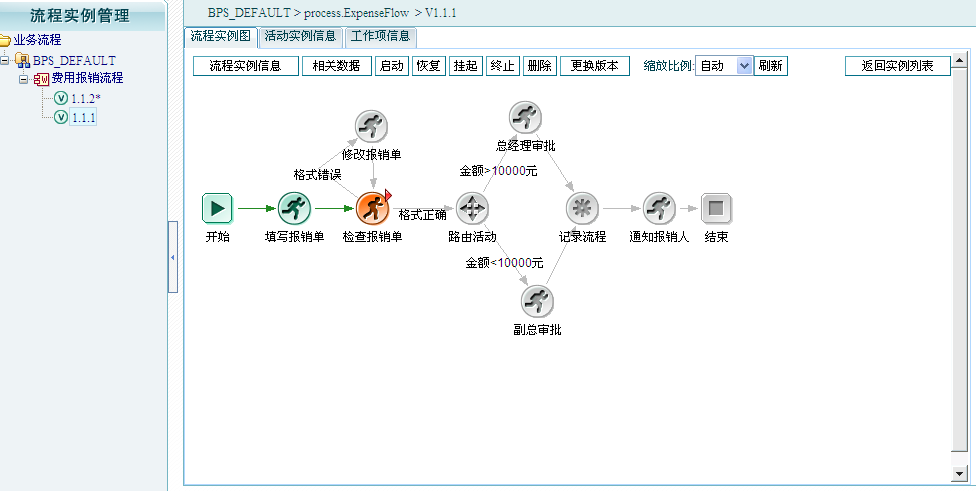 流程实例管理
业务流程
BPS_DEFAULT
费用报销流程
V 1.1.2*
V 1.1.1
BPS_DEFAULT > process.ExpenseFlow > V1.1.1
流程实例图 活动实例信息 工作项信息
流程实例信息 相关数据 启动 恢复 挂起 终止 删除 更换版本 缩放比例: 自动 刷新 返回实例列表
总经理审批
修改报销单
金额>10000元
格式错误
格式正确
开始 填写报销单 检查报销单 路由活动 记录流程 通知报销人 结束
金额<10000元
副总审批